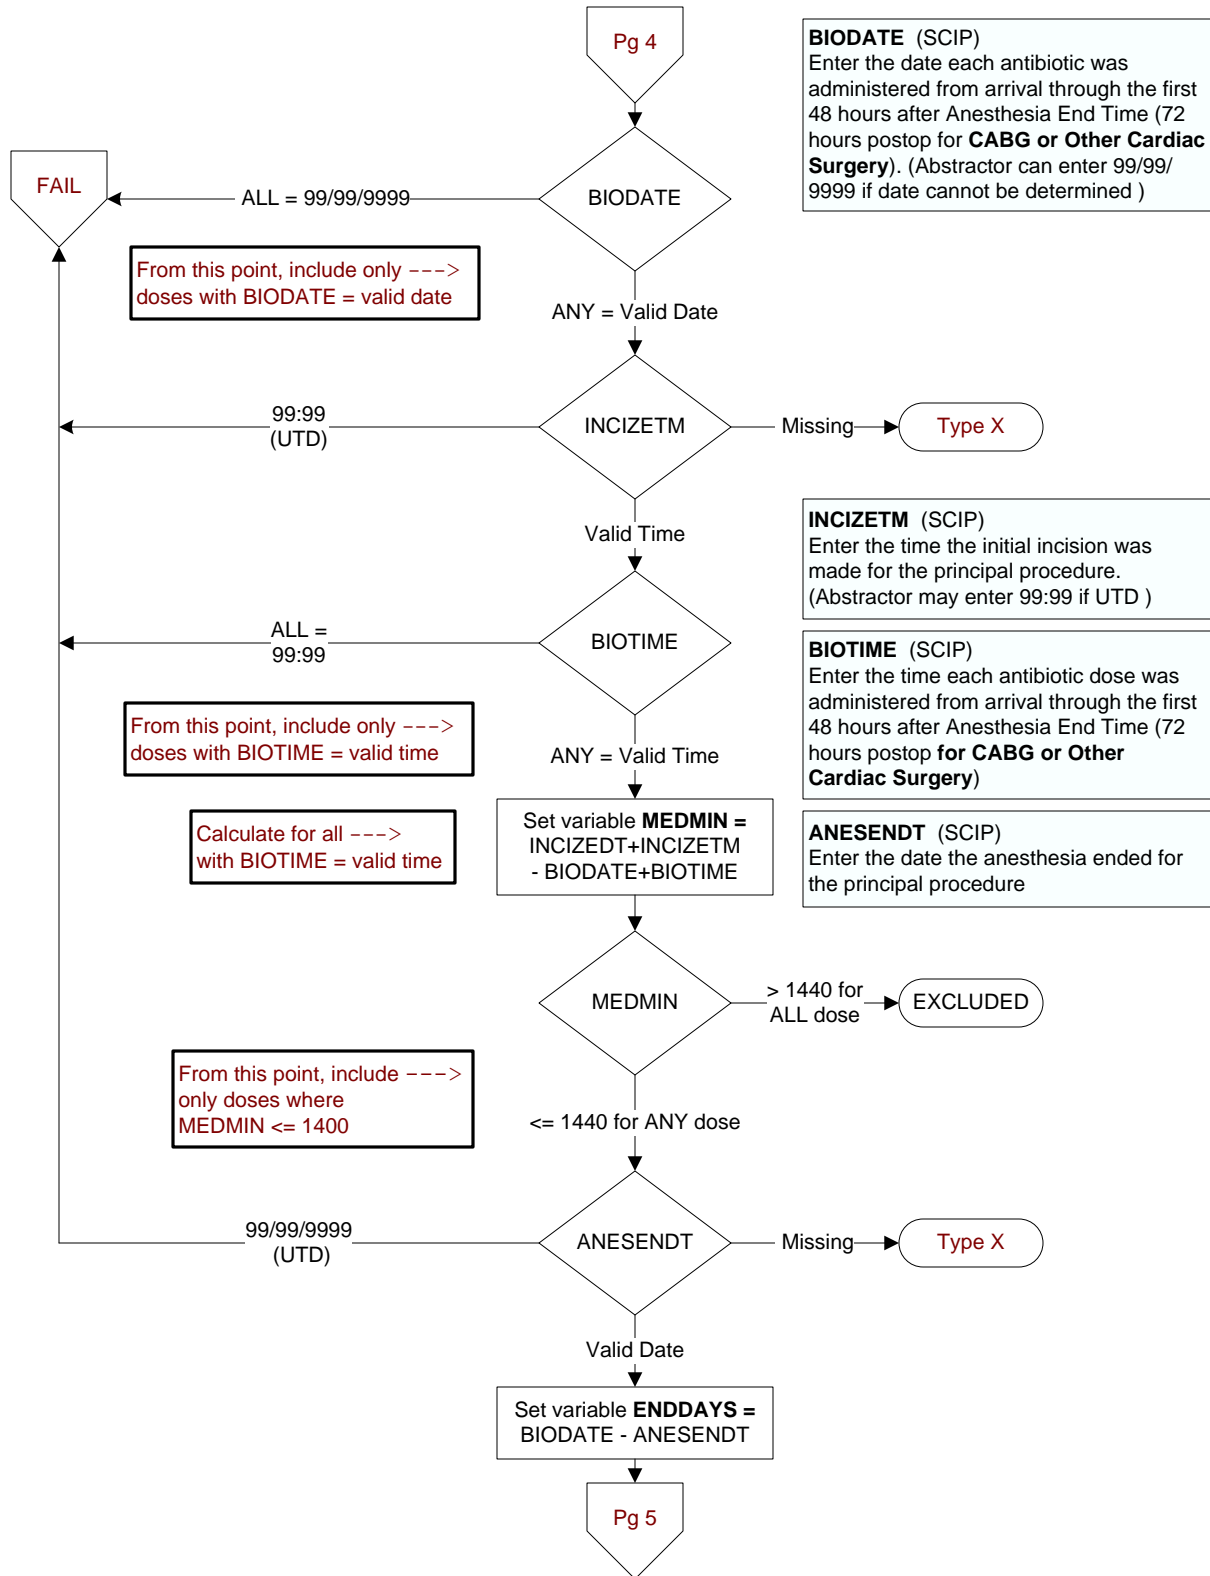 Pg 4
BIODATE (SCIP)
Enter the date each antibiotic was
administered from arrival through the first
48 hours after Anesthesia End Time (72
hours postop for CABG or Other Cardiac
Surgery). (Abstractor can enter 99/99/
9999 if date cannot be determined )
FAIL
ALL = 99/99/9999
BIODATE
From this point, include only --->
doses with BIODATE = valid date
ANY = Valid Date
99:99
(UTD)
INCIZETM
Missing
Type X
Valid Time
INCIZETM (SCIP)
Enter the time the initial incision was
made for the principal procedure.
(Abstractor may enter 99:99 if UTD )
ALL =
99:99
BIOTIME
BIOTIME (SCIP)
Enter the time each antibiotic dose was
administered from arrival through the first
48 hours after Anesthesia End Time (72
hours postop for CABG or Other
Cardiac Surgery)
From this point, include only --->
doses with BIOTIME = valid time
ANY = Valid Time
Calculate for all --->
with BIOTIME = valid time
Set variable MEDMIN =
INCIZEDT+INCIZETM
- BIODATE+BIOTIME
ANESENDT (SCIP)
Enter the date the anesthesia ended for
the principal procedure
MEDMIN
> 1440 for
ALL dose
EXCLUDED
From this point, include --->
only doses where
MEDMIN <= 1400
<= 1440 for ANY dose
99/99/9999
(UTD)
ANESENDT
Missing
Type X
Valid Date
Set variable ENDDAYS =
BIODATE - ANESENDT
Pg 5